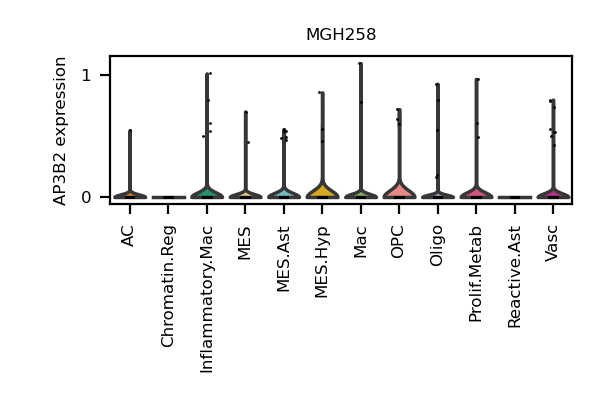 MGH258
AP3B2 expression
1
0
AC
Chromatin.Reg
Inflammatory.Mac
MES
MES.Ast
MES.Hyp
Mac
OPC
Oligo
Prolif.Metab
Reactive.Ast
Vasc